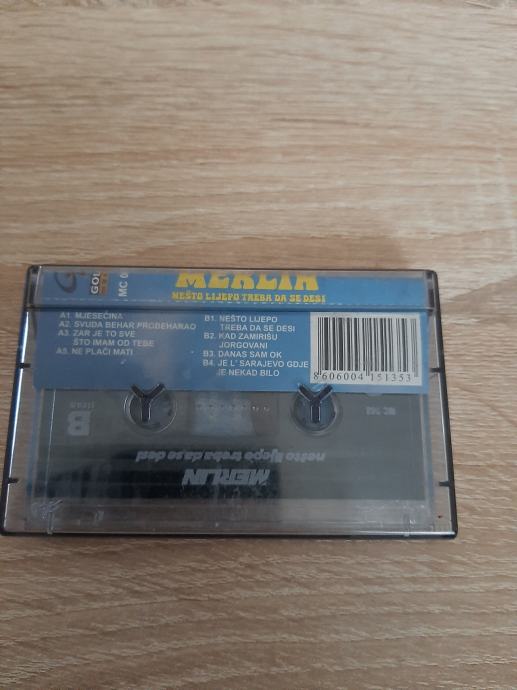 MC
MERLIN
NEŠTO LIJEPO TREBA DA SE DESI
A1. MJESEČINA
A2. SVUDA BEHAR PROBEHARAO
A3. ZAR JE TO SVE
ŠTO IMAM OD TEBE
A5. NE PLAČI MATI
B1. NEŠTO LIJEPO
TREBA DA SE DESI
B2. KAD ZAMIRIŠU
JORGOVANI
B3. DANAS SAM OK
B4. JE L' SARAJEVO GDJE
JE NEKAD BILO
8606004 151353
B
MERLIN
nešto lijepo treba da se desi